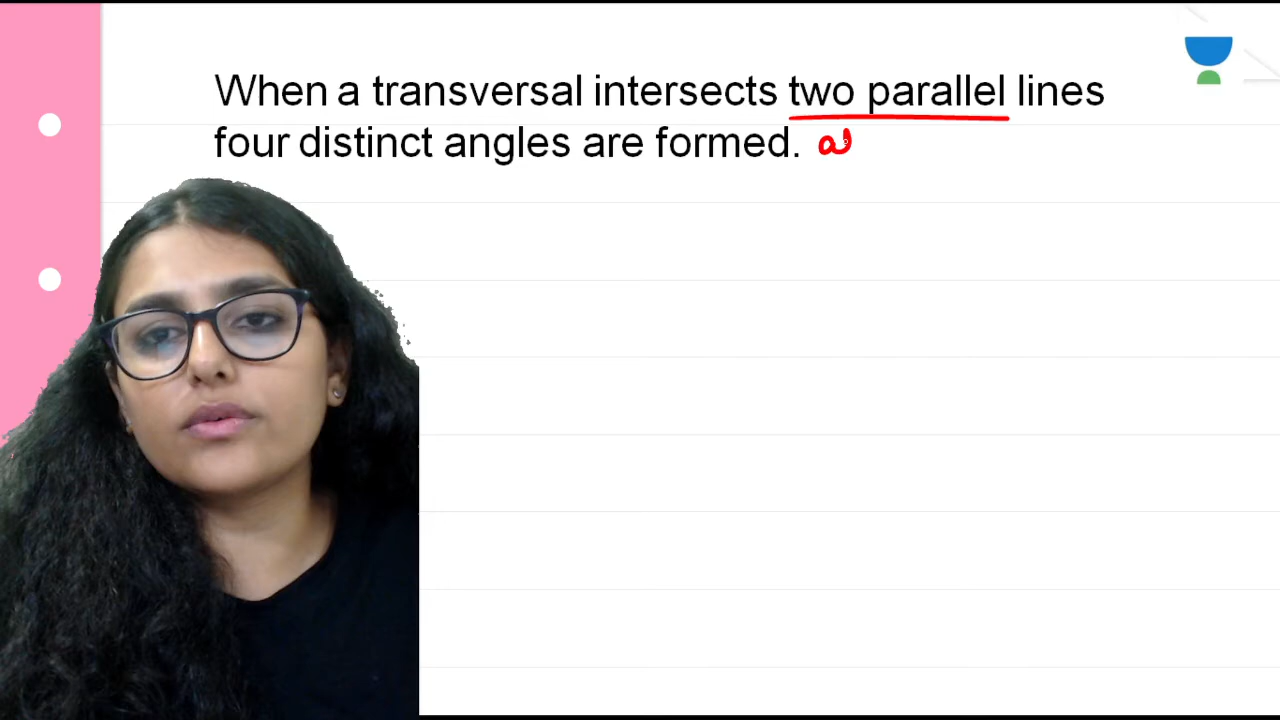 When a transversal intersects two parallel lines
four distinct angles are formed.